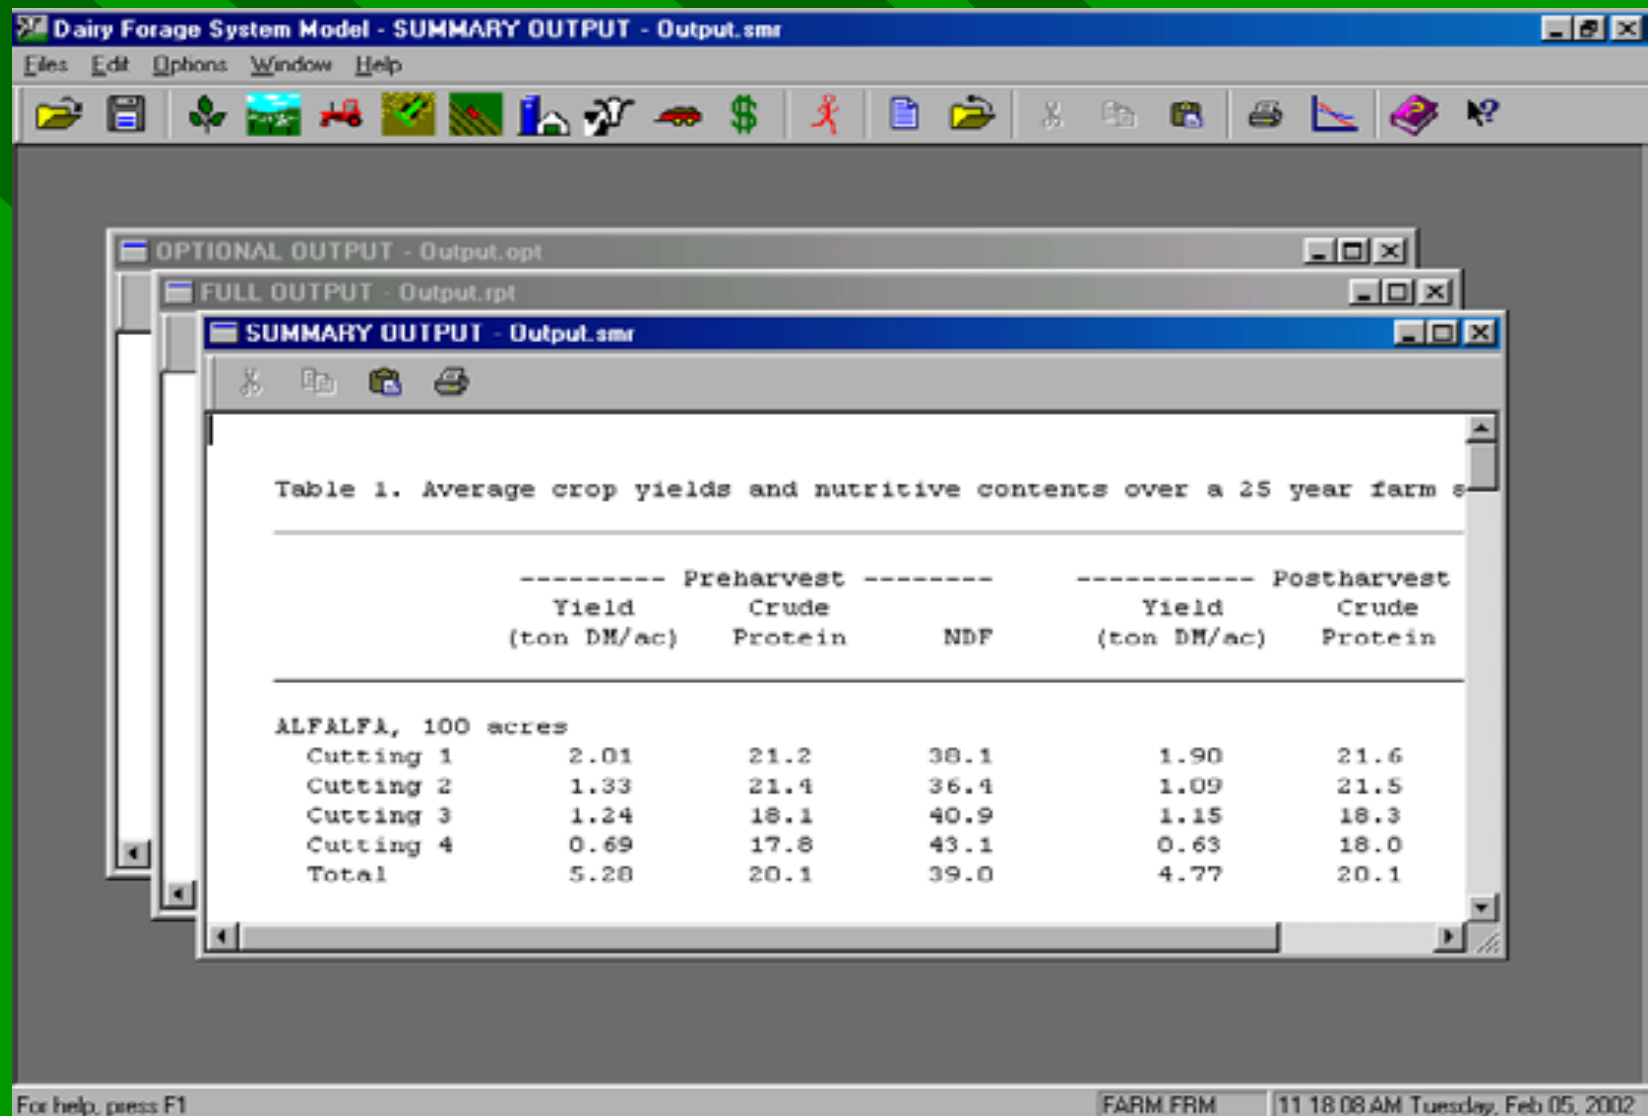 Dairy Forage System Model - SUMMARY OUTPUT - Output.smr
Files Edit Options Window Help
OPTIONAL OUTPUT - Output.opt
FULL OUTPUT - Output.rpt
SUMMARY OUTPUT - Output.smr
Table 1. Average crop yields and nutritive contents over a 25 year farm s
--------- Preharvest -------- ----------- Postharvest
Yield Crude Yield Crude
(ton DM/ac) Protein NDF (ton DM/ac) Protein
ALFALFA, 100 acres
Cutting 1 2.01 21.2 38.1 1.90 21.6
Cutting 2 1.33 21.4 36.4 1.09 21.5
Cutting 3 1.24 18.1 40.9 1.15 18.3
Cutting 4 0.69 17.8 43.1 0.63 18.0
Total 5.28 20.1 39.0 4.77 20.1
For help, press F1 FARM.FRM 11:18:08 AM Tuesday, Feb 05, 2002